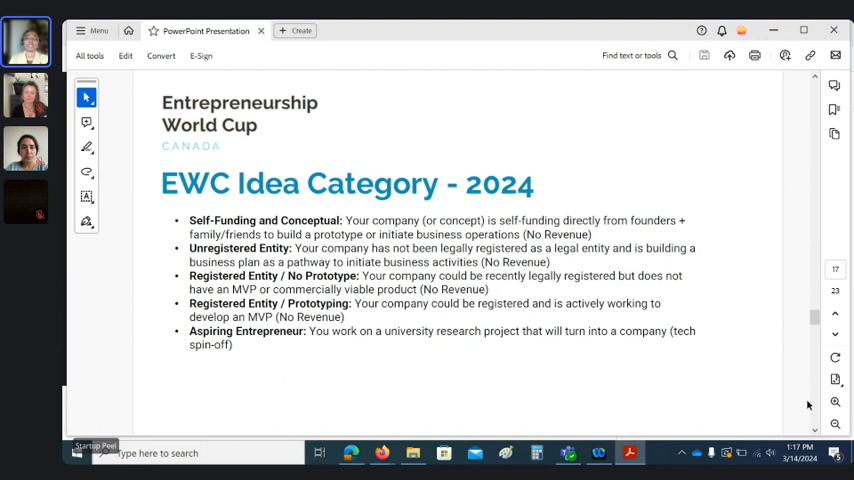 Menu
PowerPoint Presentation
Create
All tools
Edit
Convert
E-Sign
Find text or tools
Entrepreneurship
World Cup
CANADA
EWC Idea Category - 2024
• Self-Funding and Conceptual: Your company (or concept) is self-funding directly from founders +
family/friends to build a prototype or initiate business operations (No Revenue)
• Unregistered Entity: Your company has not been legally registered as a legal entity and is building a
business plan as a pathway to initiate business activities (No Revenue)
• Registered Entity / No Prototype: Your company could be recently legally registered but does not
have an MVP or commercially viable product (No Revenue)
• Registered Entity / Prototyping: Your company could be registered and is actively working to
develop an MVP (No Revenue)
• Aspiring Entrepreneur: You work on a university research project that will turn into a company (tech
spin-off)
17
23
Startup Peel
Type here to search
1:17 PM
3/14/2024
5